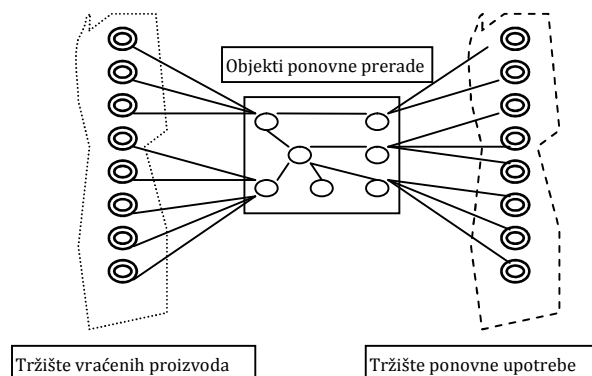 Objekti ponovne prerade
Tržište vraćenih proizvoda
Tržište ponovne upotrebe